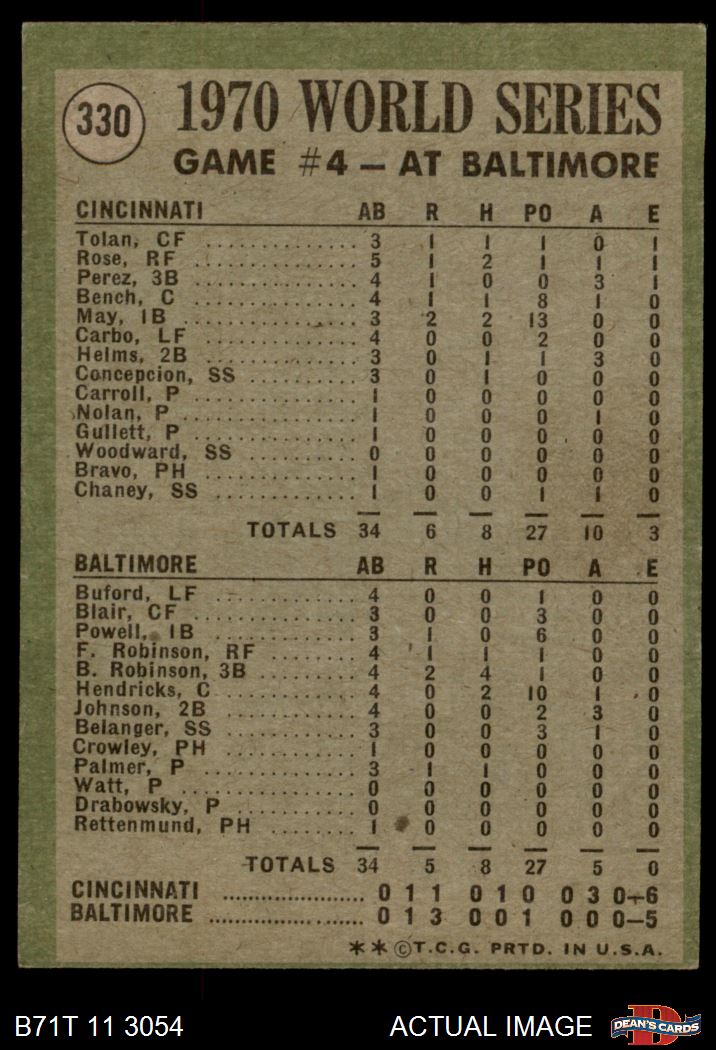 330
1970 WORLD SERIES
GAME #4 – AT BALTIMORE
CINCINNATI AB R H PO A E
Tolan, CF .............. 3 1 1 1 0 1
Rose, RF .............. 5 1 2 1 1 1
Perez, 3B .............. 4 1 0 0 3 1
Bench, C .............. 4 1 1 8 1 0
May, 1B .............. 3 2 2 13 0 0
Carbo, LF .............. 4 0 0 2 0 0
Helms, 2B .............. 3 0 1 1 3 0
Concepcion, SS .......... 3 0 1 0 0 0
Carroll, P .............. 1 0 0 0 0 0
Nolan, P .............. 1 0 0 0 1 0
Gullett, P .............. 1 0 0 0 0 0
Woodward, SS .......... 0 0 0 0 0 0
Bravo, PH .............. 1 0 0 0 0 0
Chaney, SS .............. 1 0 0 1 1 0
TOTALS 34 6 8 27 10 3
BALTIMORE AB R H PO A E
Buford, LF .............. 4 0 0 1 0 0
Blair, CF .............. 3 0 0 3 0 0
Powell, 1B .............. 3 1 0 6 0 0
F. Robinson, RF ........ 4 1 1 1 0 0
B. Robinson, 3B ......... 4 2 4 1 0 0
Hendricks, C ............ 4 0 2 10 1 0
Johnson, 2B ............ 4 0 0 2 3 0
Belanger, SS ............ 3 0 0 3 1 0
Crowley, PH ............ 1 0 0 0 0 0
Palmer, P .............. 3 1 1 0 0 0
Watt, P .............. 0 0 0 0 0 0
Drabowsky, P ............ 0 0 0 0 0 0
Rettenmund, PH ........ 1 0 0 0 0 0
TOTALS 34 5 8 27 5 0
CINCINNATI .................... 0 1 1 0 1 0 0 3 0–6
BALTIMORE .................... 0 1 3 0 0 1 0 0 0–5
**©T.C.G. PRTD. IN U.S.A.
B71T 11 3054 ACTUAL IMAGE DEAN'S CARDS